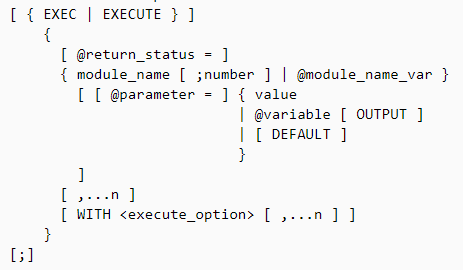 [ { EXEC | EXECUTE } ]
    {
      [ @return_status = ]
      { module_name [ ;number ] | @module_name_var }
        [ [ @parameter = ] { value
                           | @variable [ OUTPUT ]
                           | [ DEFAULT ]
                           }
        ]
      [ ,...n ]
      [ WITH <execute_option> [ ,...n ] ]
    }
[;]